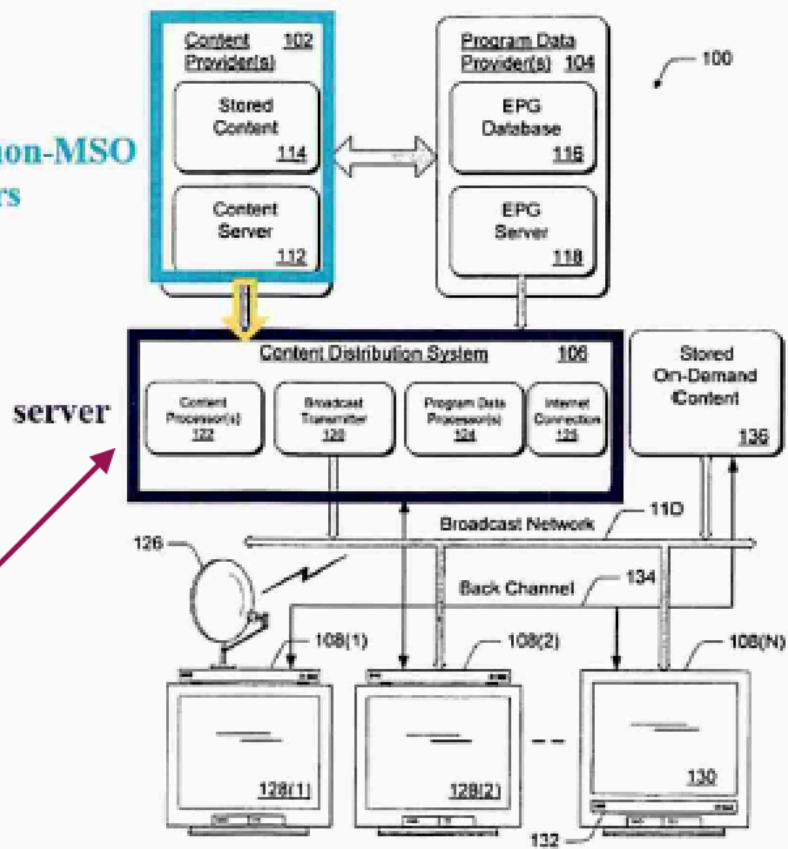 Content 102
Provider(s)
Stored
Content
114
Content
Server
112
Program Data
Provider(s) 104
EPG
Database
116
EPG
Server
118
100
non-MSO
rs
server
Content Distribution System 106
Content
Processor(s)
122
Broadcast
Transmitter
120
Program Data
Processor(s)
124
Internet
Connection
125
Stored
On-Demand
Content
136
Broadcast Network
110
126
Back Channel
134
108(1)
108(2)
108(N)
128(1)
128(2)
130
132